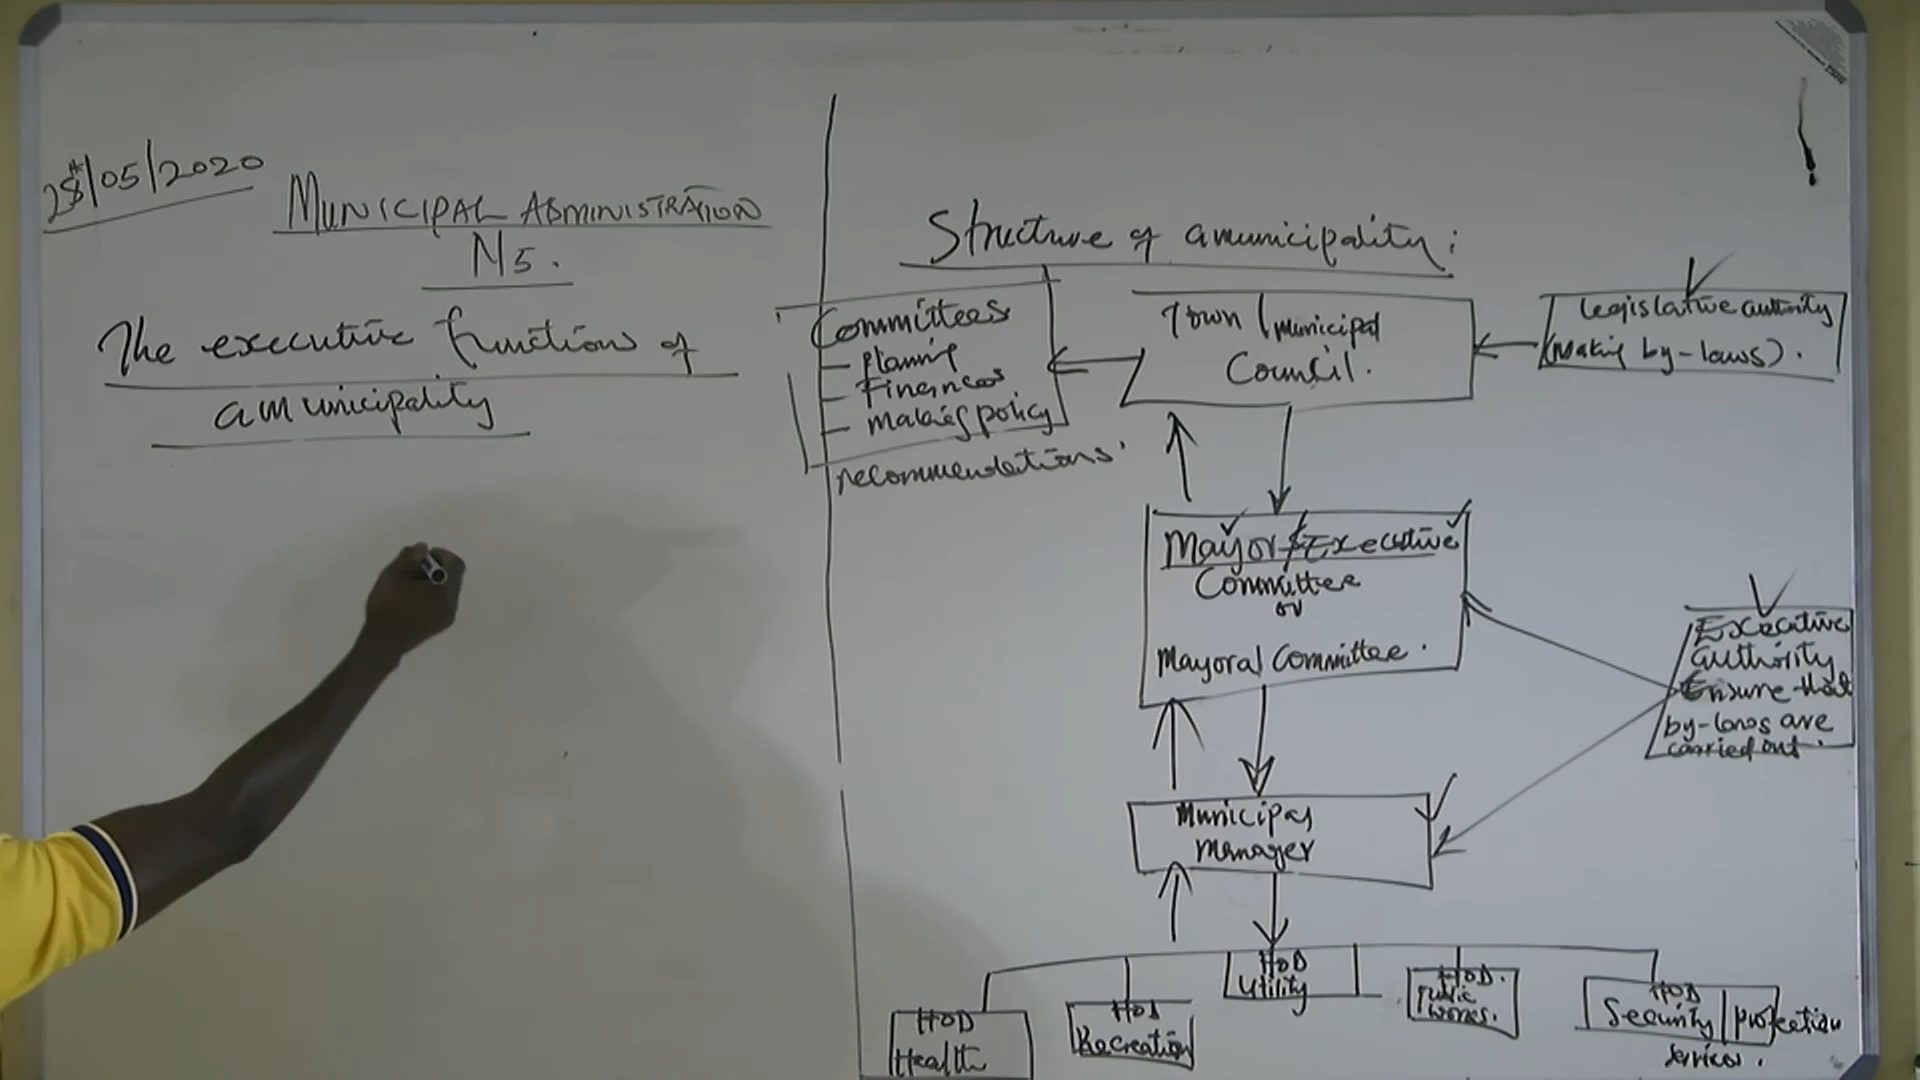 28th/05/2020
MUNICIPAL ADMINISTRATION
N5.
The executive functions of
a municipality
Structure of a municipality:
Committees
- planning
- Finances
- Makes policy
recommendations.
Town / Municipal
Council.
Legislative authority
(Making by-laws).
Mayor / Executive
Committee
or
Mayoral Committee.
Executive
authority
Ensure that
by-laws are
carried out.
Municipal
Manager
HOD
Health
HOD
Recreation
HOD
Utility
HOD.
Public
works.
HOD
Security / protection
services.